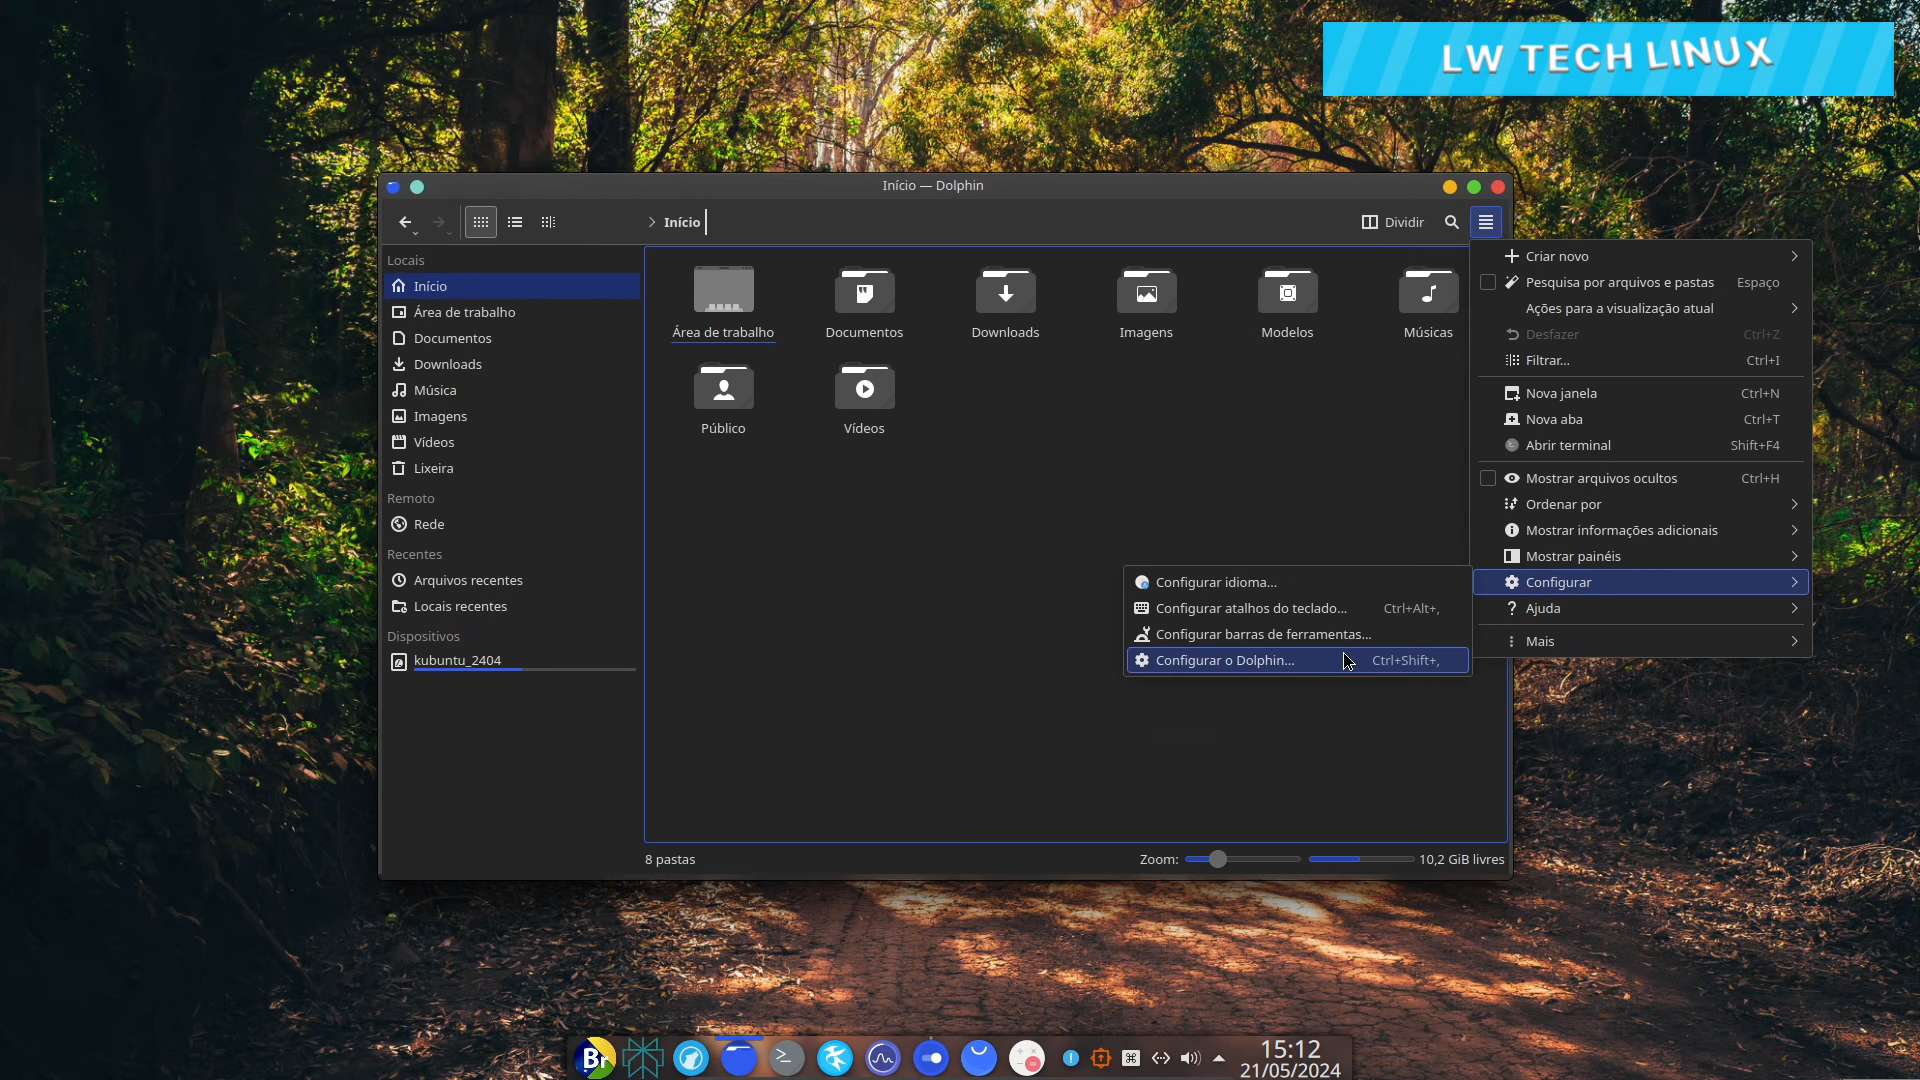 LW TECH LINUX
Início — Dolphin
Início
Dividir
Locais
Início
Área de trabalho
Documentos
Downloads
Música
Imagens
Vídeos
Lixeira
Remoto
Rede
Recentes
Arquivos recentes
Locais recentes
Dispositivos
kubuntu_2404
Área de trabalho
Documentos
Downloads
Imagens
Modelos
Músicas
Público
Vídeos
Criar novo
Pesquisa por arquivos e pastas Espaço
Ações para a visualização atual
Desfazer Ctrl+Z
Filtrar... Ctrl+I
Nova janela Ctrl+N
Nova aba Ctrl+T
Abrir terminal Shift+F4
Mostrar arquivos ocultos Ctrl+H
Ordenar por
Mostrar informações adicionais
Mostrar painéis
Configurar
Ajuda
Mais
Configurar idioma...
Configurar atalhos do teclado... Ctrl+Alt+,
Configurar barras de ferramentas...
Configurar o Dolphin... Ctrl+Shift+,
8 pastas
Zoom:
10,2 GiB livres
Br
15:12
21/05/2024